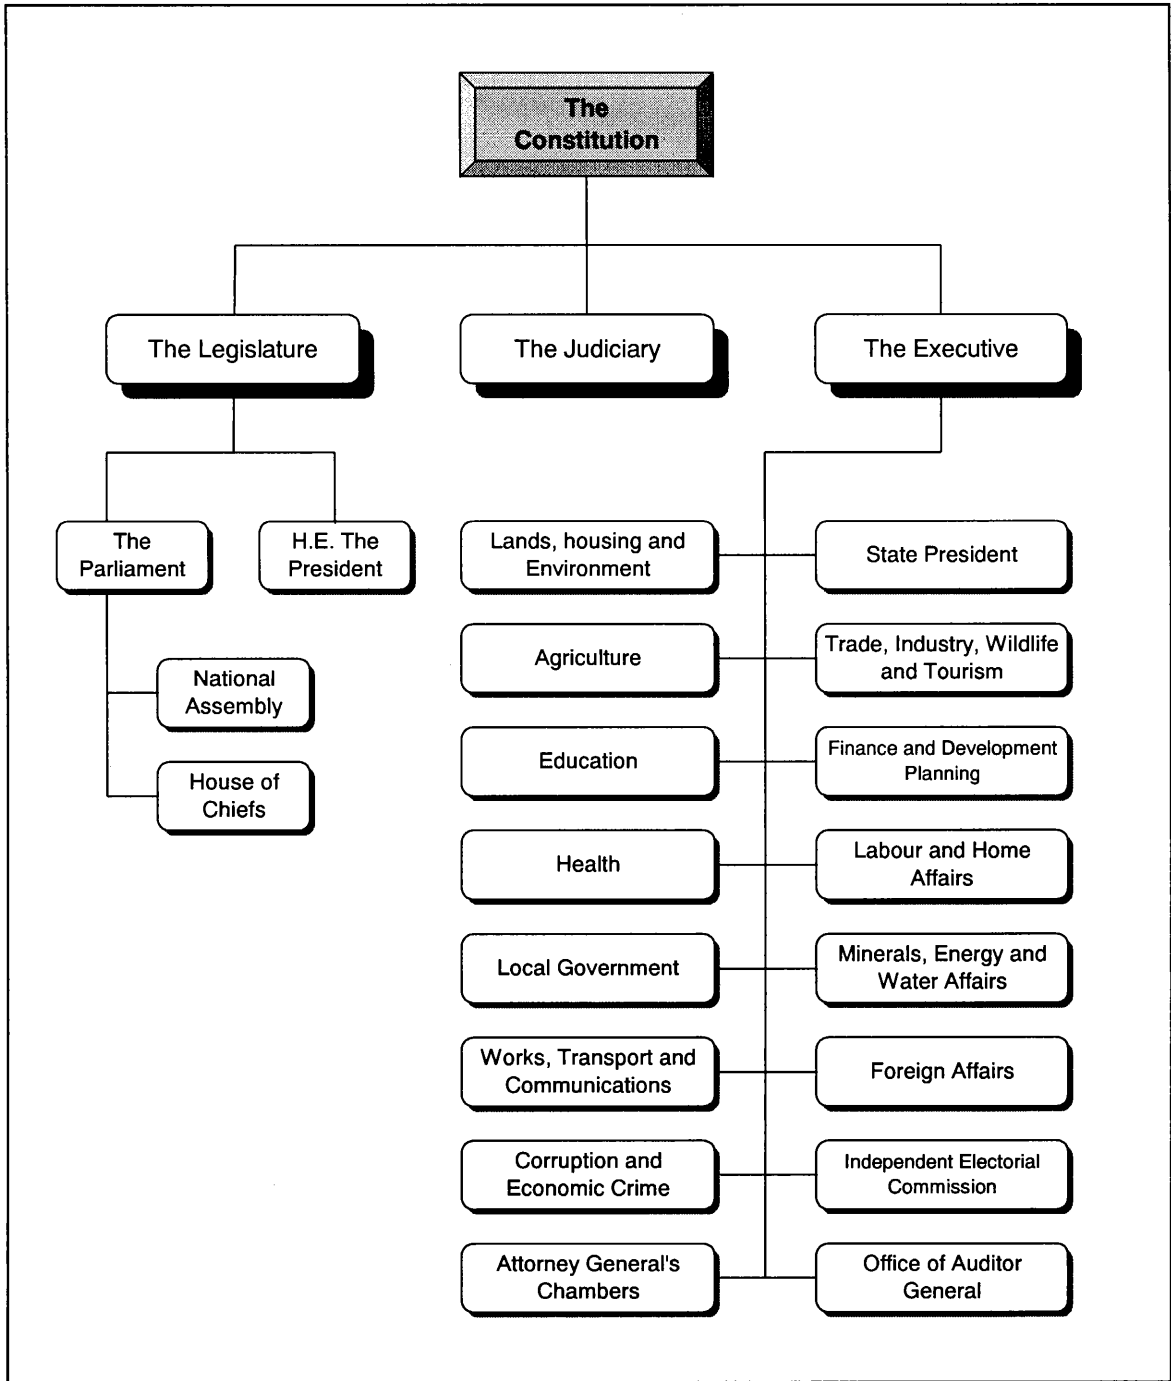 The
Constitution
The Legislature
The Judiciary
The Executive
The
Parliament
H.E. The
President
National
Assembly
House of
Chiefs
Lands, housing and
Environment
State President
Agriculture
Trade, Industry, Wildlife
and Tourism
Education
Finance and Development
Planning
Health
Labour and Home
Affairs
Local Government
Minerals, Energy and
Water Affairs
Works, Transport and
Communications
Foreign Affairs
Corruption and
Economic Crime
Independent Electorial
Commission
Attorney General's
Chambers
Office of Auditor
General